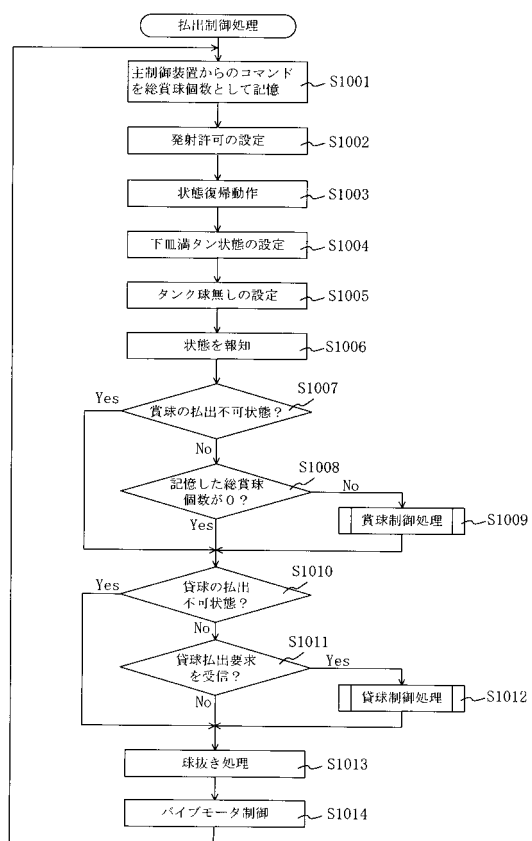 払出制御処理
主制御装置からのコマンド
を総賞球個数として記憶
S1001
発射許可の設定
S1002
状態復帰動作
S1003
下皿満タン状態の設定
S1004
タンク球無しの設定
S1005
状態を報知
S1006
S1007
Yes
賞球の払出不可状態?
No
S1008
記憶した総賞球
個数が0?
No
Yes
賞球制御処理
S1009
S1010
Yes
貸球の払出
不可状態?
No
S1011
貸球払出要求
を受信?
Yes
No
貸球制御処理
S1012
球抜き処理
S1013
バイブモータ制御
S1014